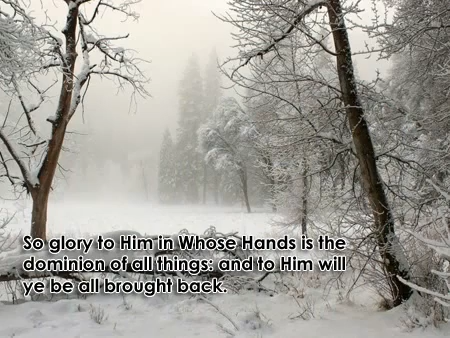 So glory to Him in Whose Hands is the
dominion of all things: and to Him will
ye be all brought back.